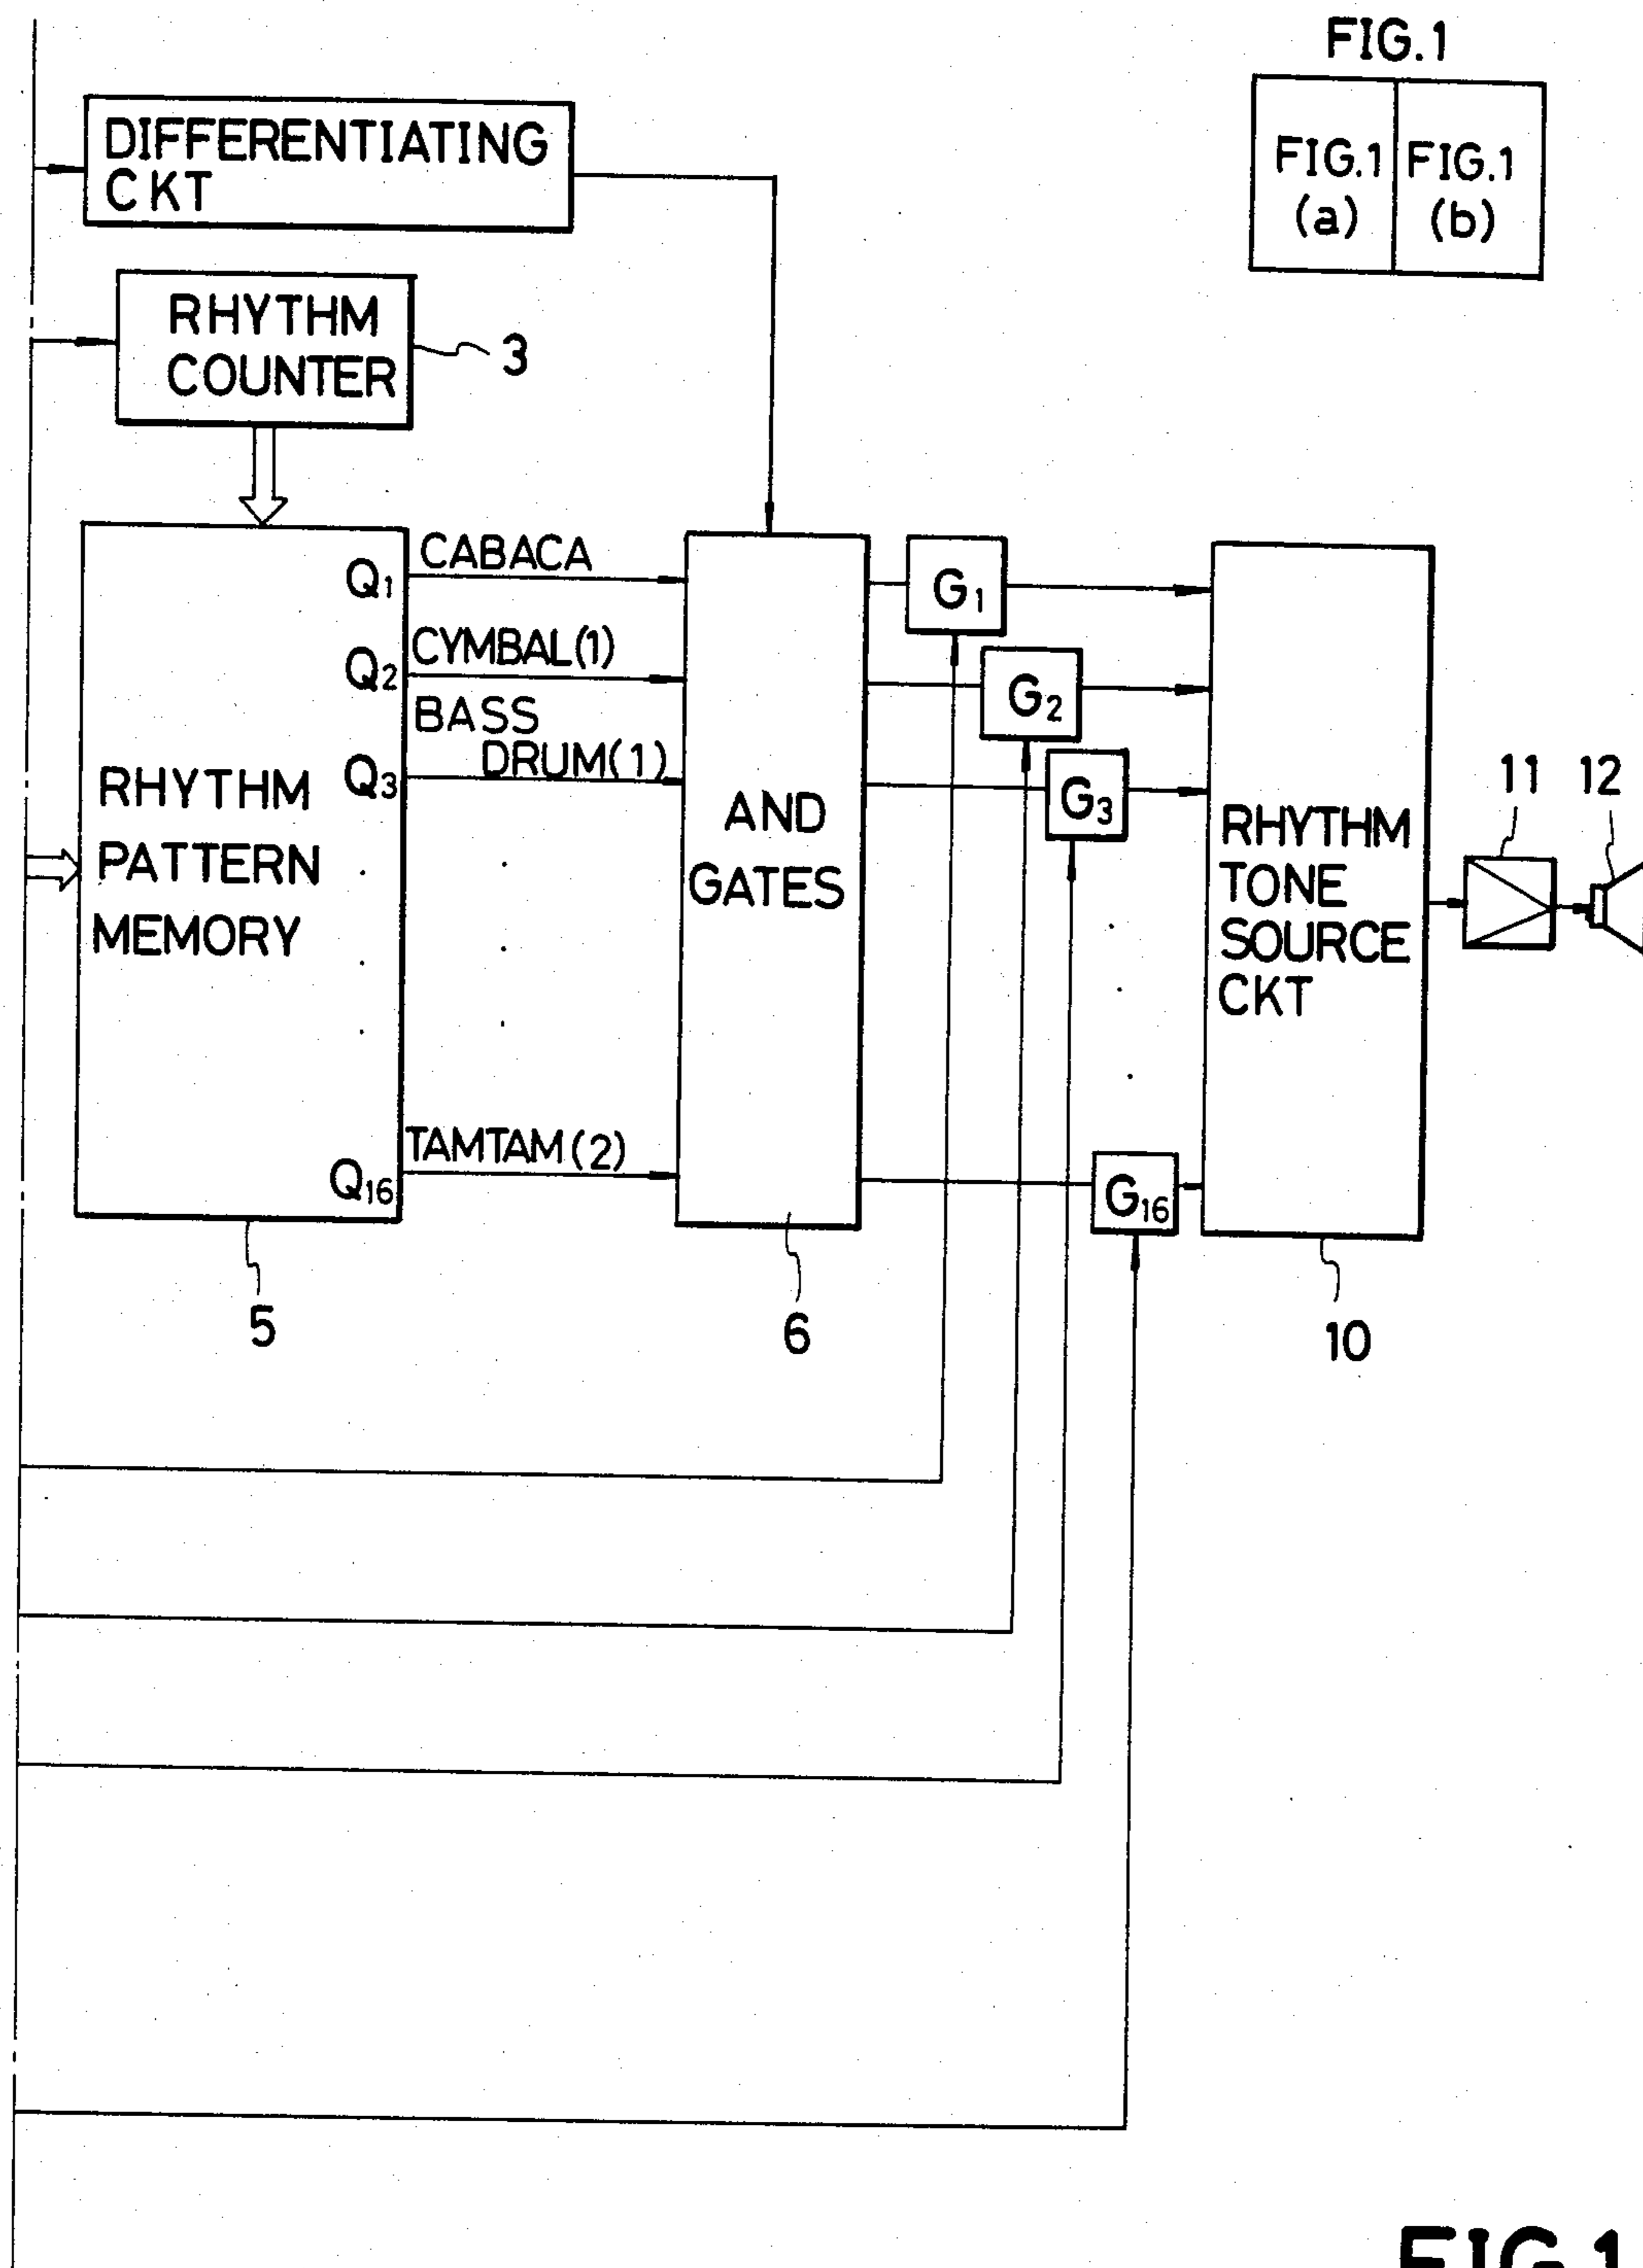 FIG.1
FIG.1
(a)
FIG.1
(b)
DIFFERENTIATING
CKT
RHYTHM
COUNTER
3
RHYTHM
PATTERN
MEMORY
Q1
Q2
Q3
Q16
CABACA
CYMBAL(1)
BASS
DRUM(1)
TAMTAM(2)
5
AND
GATES
6
G1
G2
G3
G16
RHYTHM
TONE
SOURCE
CKT
10
11
12
FIG.1